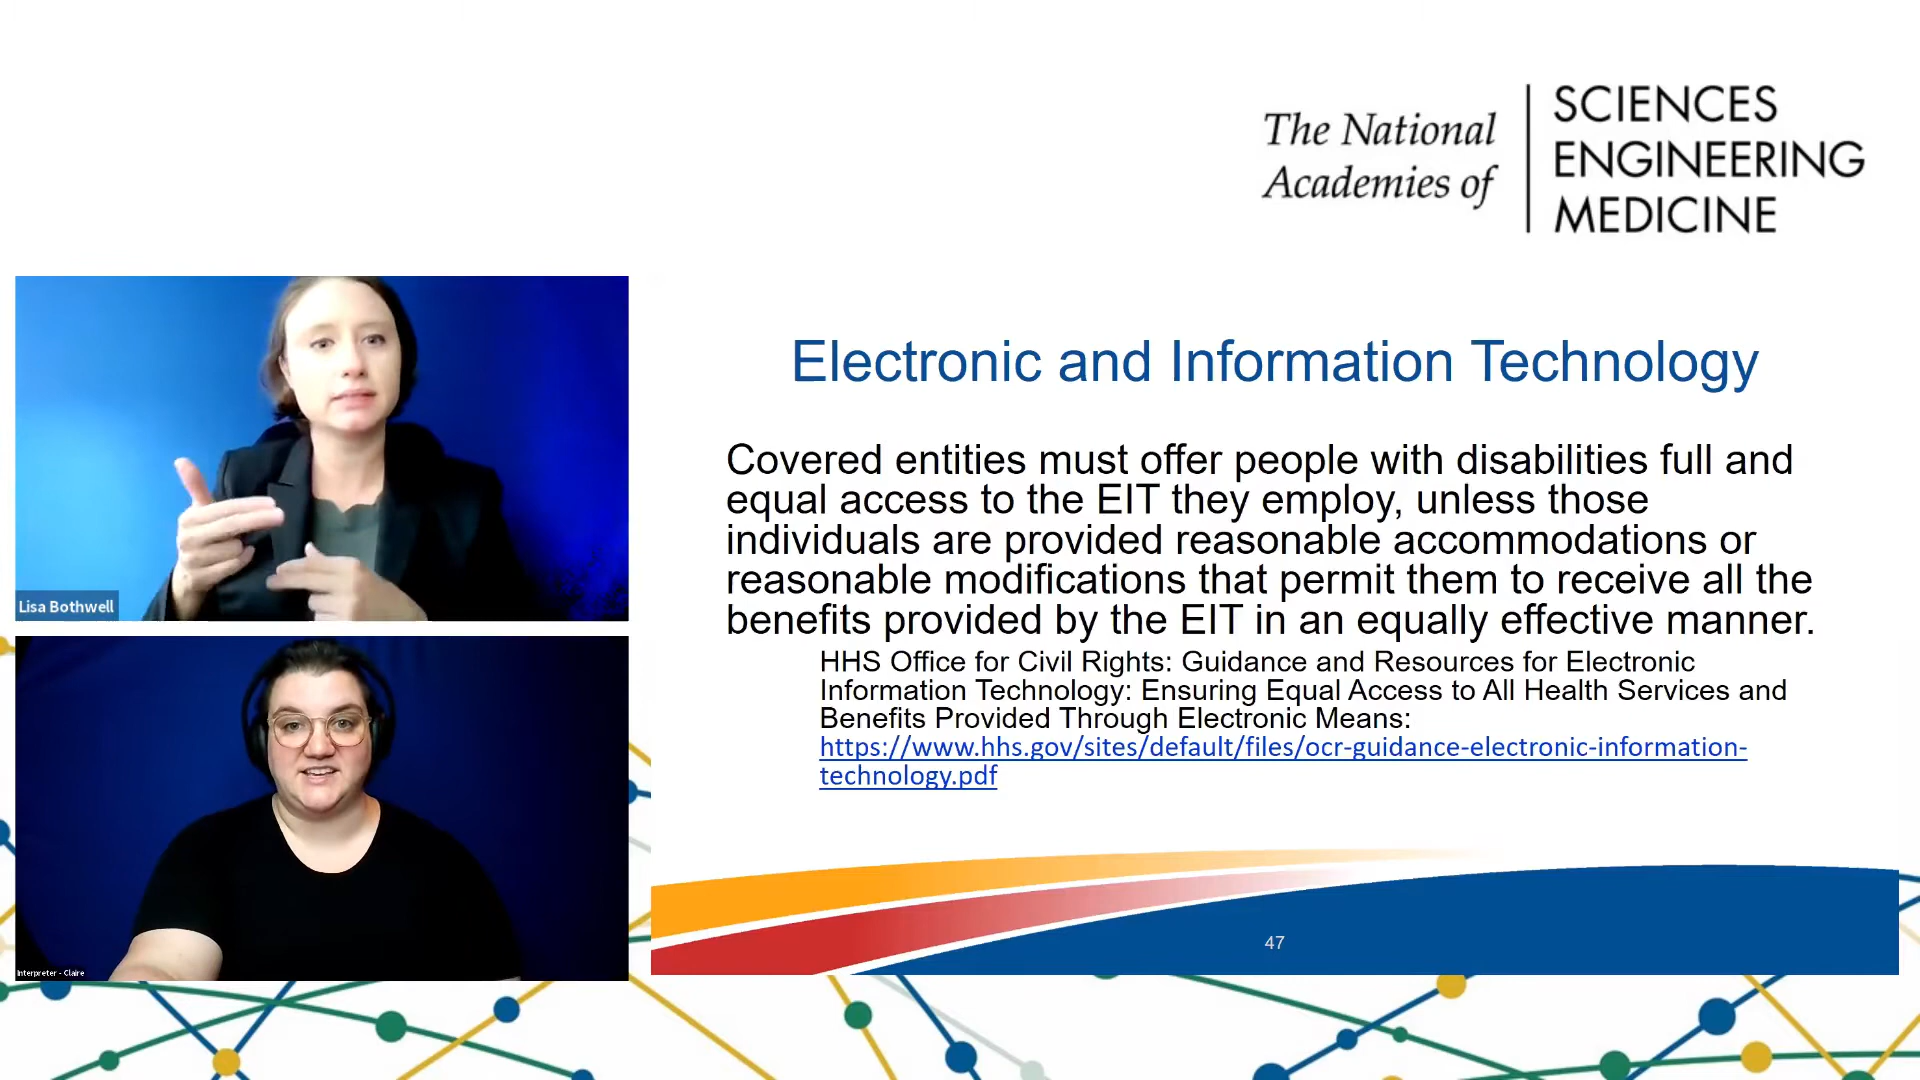 The National
Academies of
SCIENCES
ENGINEERING
MEDICINE
Lisa Bothwell
Interpreter - Claire
Electronic and Information Technology
Covered entities must offer people with disabilities full and
equal access to the EIT they employ, unless those
individuals are provided reasonable accommodations or
reasonable modifications that permit them to receive all the
benefits provided by the EIT in an equally effective manner.
HHS Office for Civil Rights: Guidance and Resources for Electronic
Information Technology: Ensuring Equal Access to All Health Services and
Benefits Provided Through Electronic Means:
https://www.hhs.gov/sites/default/files/ocr-guidance-electronic-information-
technology.pdf
47